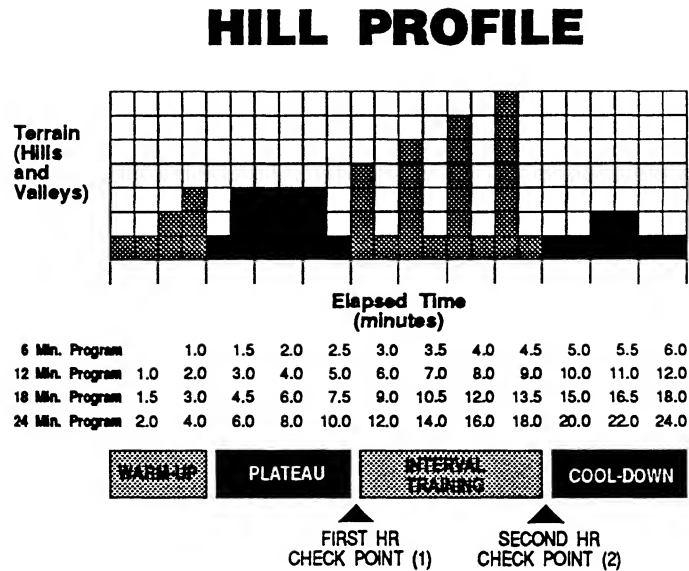 HILL PROFILE
Terrain
(Hills
and
Valleys)
Elapsed Time
(minutes)
6 Min. Program 1.0 1.5 2.0 2.5 3.0 3.5 4.0 4.5 5.0 5.5 6.0
12 Min. Program 1.0 2.0 3.0 4.0 5.0 6.0 7.0 8.0 9.0 10.0 11.0 12.0
18 Min. Program 1.5 3.0 4.5 6.0 7.5 9.0 10.5 12.0 13.5 15.0 16.5 18.0
24 Min. Program 2.0 4.0 6.0 8.0 10.0 12.0 14.0 16.0 18.0 20.0 22.0 24.0
WARM-UP PLATEAU INTERVAL TRAINING COOL-DOWN
FIRST HR
CHECK POINT (1)
SECOND HR
CHECK POINT (2)